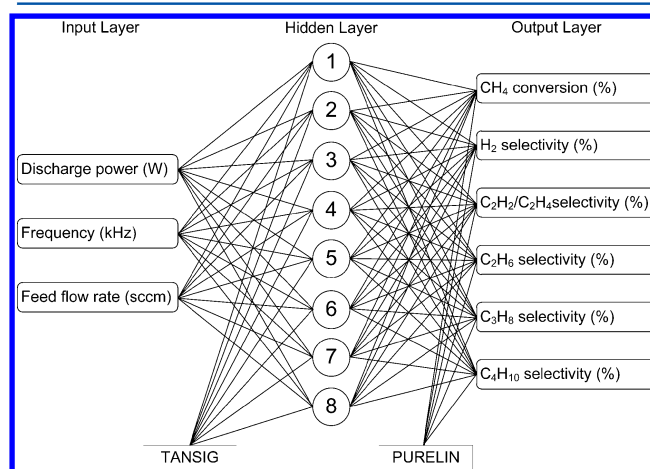 Input Layer
Hidden Layer
Output Layer
1
2
3
4
5
6
7
8
Discharge power (W)
Frequency (kHz)
Feed flow rate (sccm)
CH₄ conversion (%)
H₂ selectivity (%)
C₂H₂/C₂H₄selectivity (%)
C₂H₆ selectivity (%)
C₃H₈ selectivity (%)
C₄H₁₀ selectivity (%)
TANSIG
PURELIN